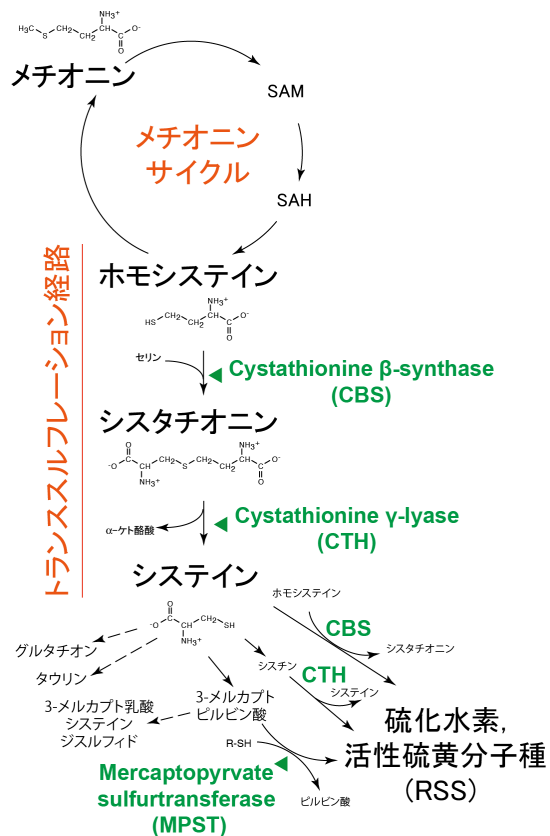 NH₃⁺
H₃C
S
CH₂
CH₂
CH
C
O⁻
O
メチオニン
SAM
メチオニン
サイクル
SAH
トランススルフレーション経路
ホモシステイン
NH₃⁺
HS
CH₂
CH₂
CH
C
O⁻
O
セリン
Cystathionine β-synthase
(CBS)
シスタチオニン
O
C
⁻O
CH
NH₃⁺
CH₂
S
CH₂
CH₂
CH
NH₃⁺
C
O⁻
O
α-ケト酪酸
Cystathionine γ-lyase
(CTH)
システイン
O
C
⁻O
CH
CH₂
SH
NH₃⁺
ホモシステイン
CBS
シスタチオニン
グルタチオン
タウリン
シスチン
CTH
システイン
3-メルカプト乳酸
システイン
ジスルフィド
3-メルカプト
ピルビン酸
R-SH
Mercaptopyrvate
sulfurtransferase
(MPST)
ピルビン酸
硫化水素,
活性硫黄分子種
(RSS)